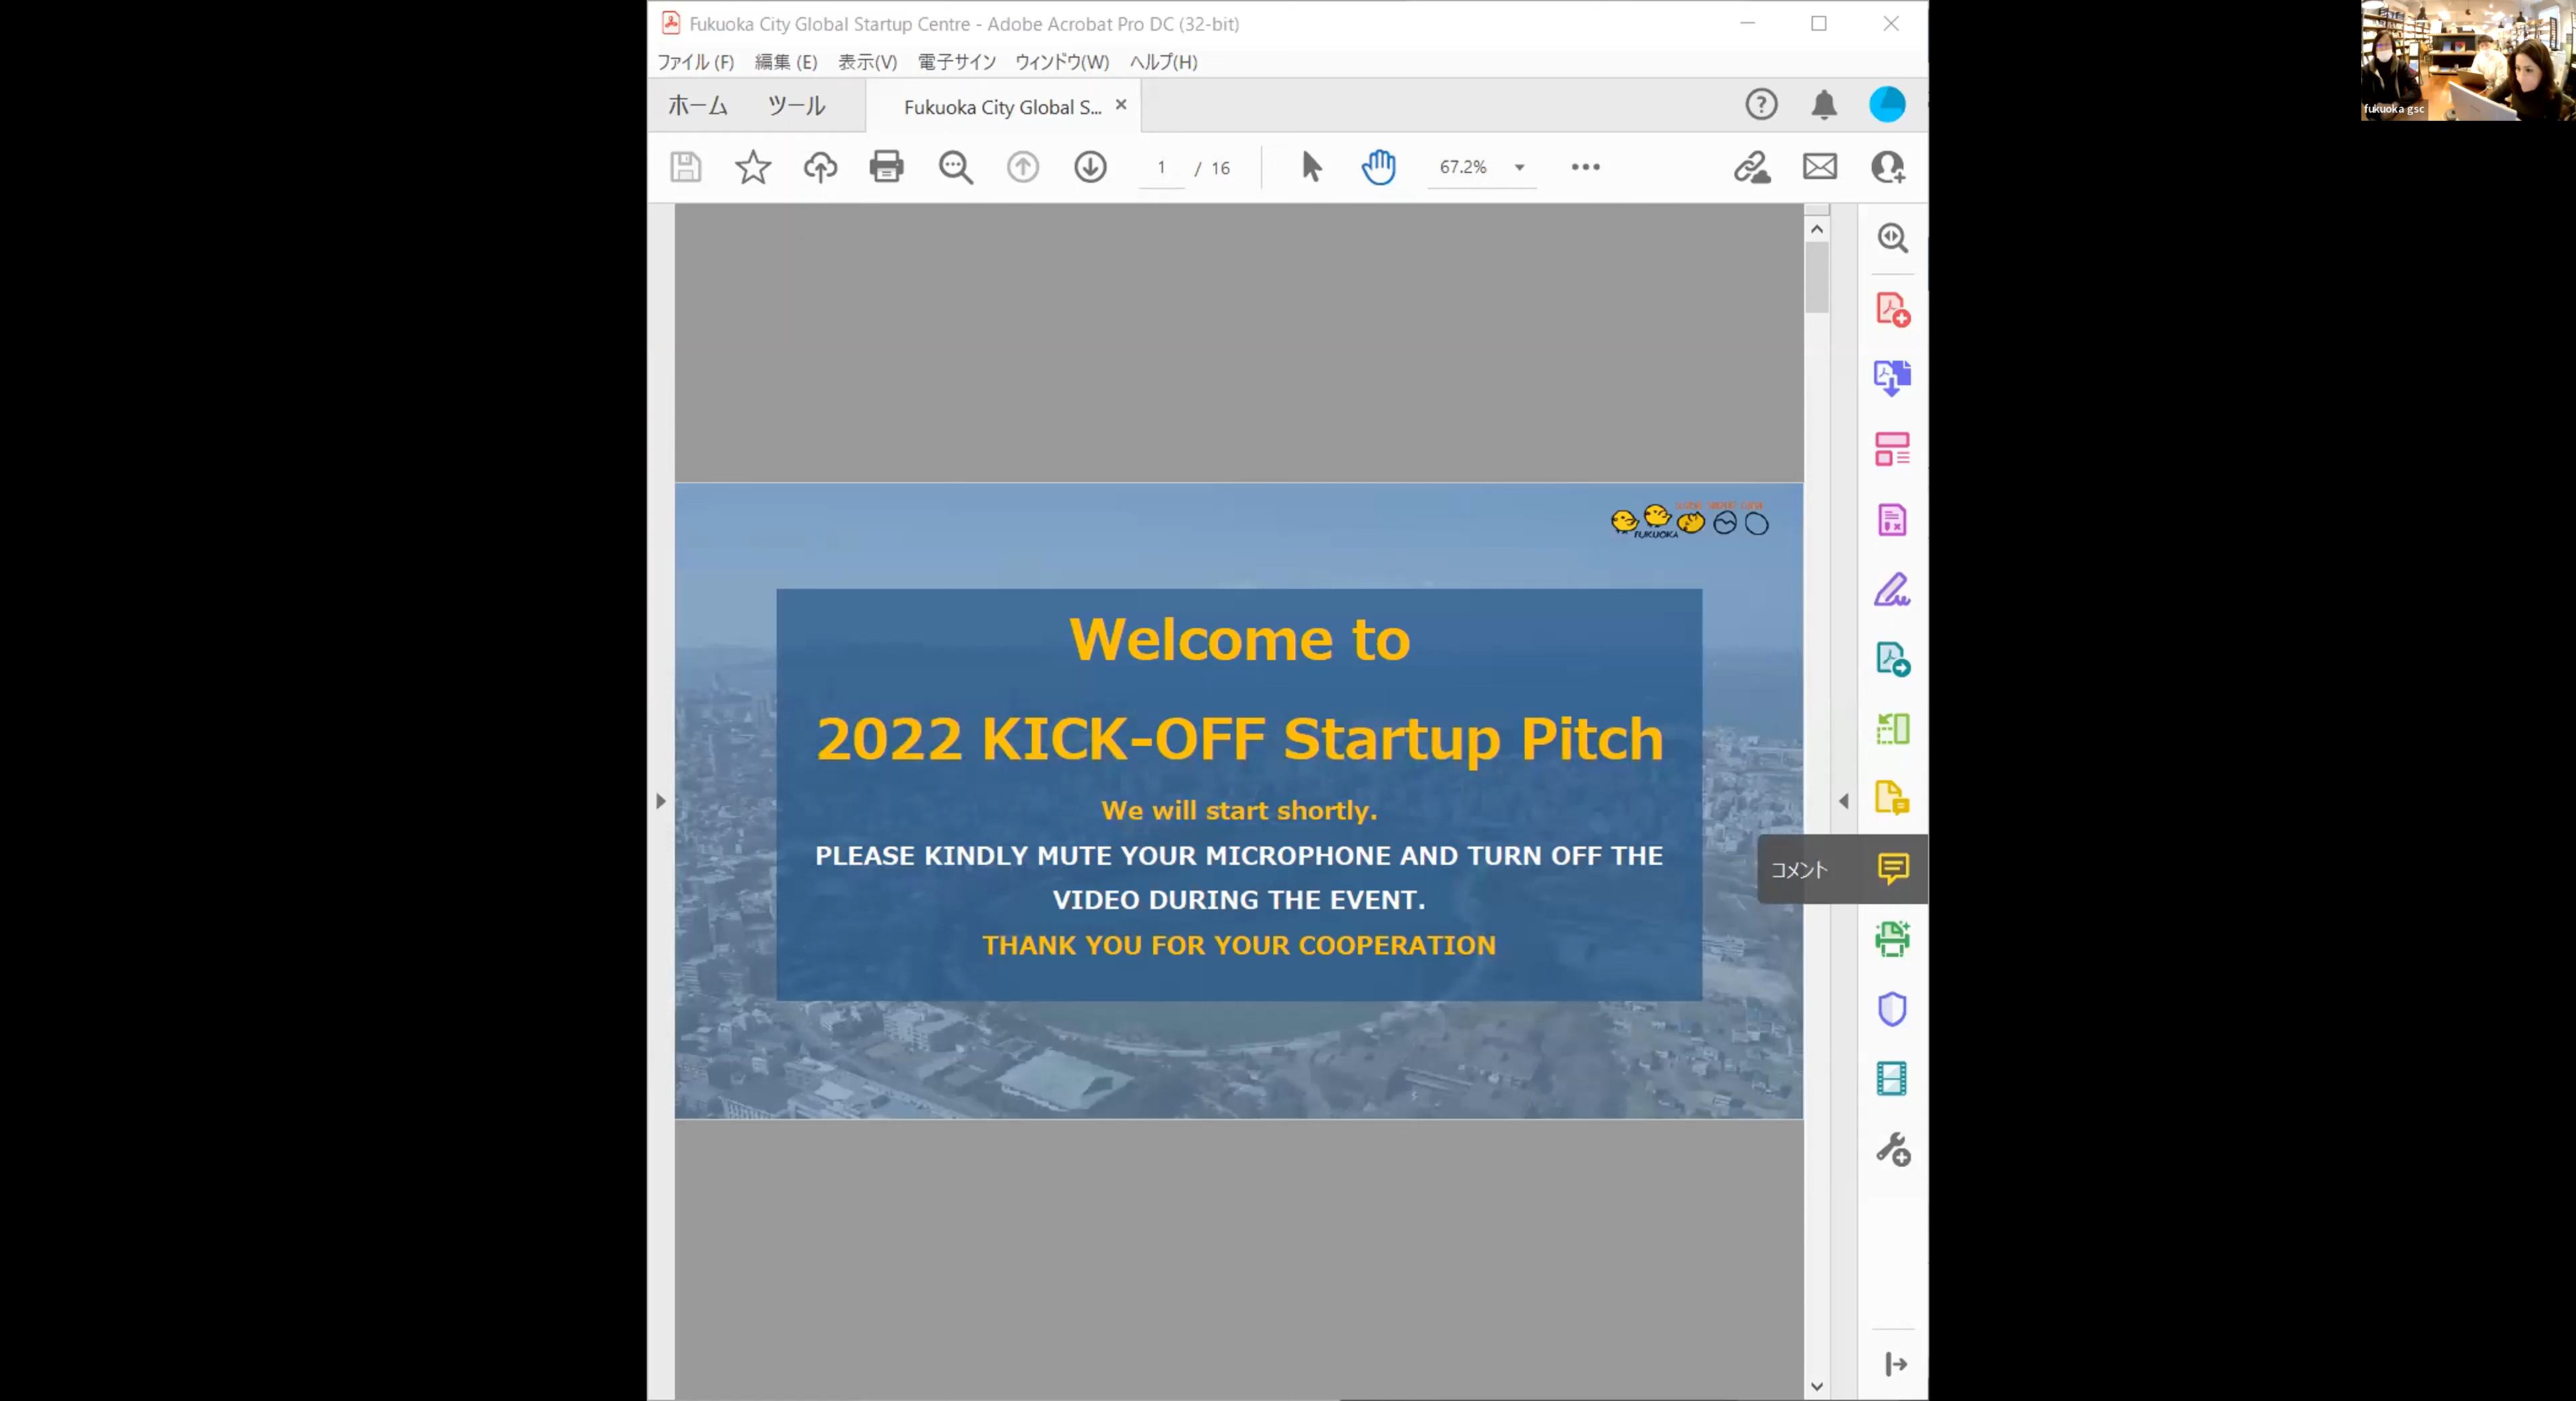 Fukuoka City Global Startup Centre - Adobe Acrobat Pro DC (32-bit)
ファイル (F) 編集 (E) 表示(V) 電子サイン ウィンドウ(W) ヘルプ(H)
ホーム ツール Fukuoka City Global S... ×
1 / 16 67.2%
fukuoka gsc
FUKUOKA
Welcome to
2022 KICK-OFF Startup Pitch
We will start shortly.
PLEASE KINDLY MUTE YOUR MICROPHONE AND TURN OFF THE
VIDEO DURING THE EVENT.
THANK YOU FOR YOUR COOPERATION
コメント